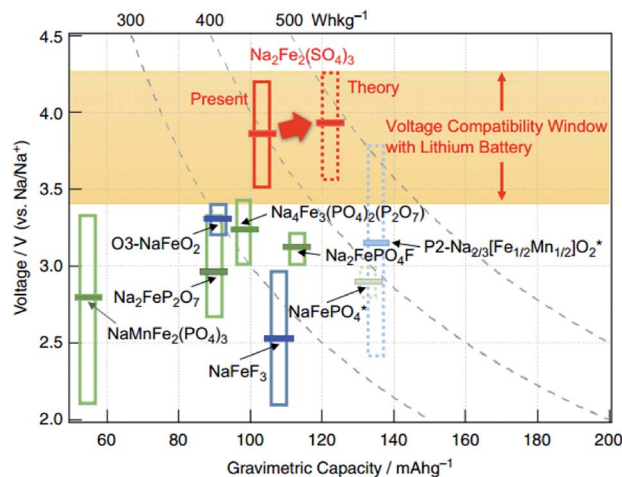 300 400 500 Whkg⁻¹
4.5
4.0
3.5
3.0
2.5
2.0
Voltage / V (vs. Na/Na⁺)
Na₂Fe₂(SO₄)₃
Present
Theory
Voltage Compatibility Window
with Lithium Battery
Na₄Fe₃(PO₄)₂(P₂O₇)
O3-NaFeO₂
P2-Na₂/₃[Fe₁/₂Mn₁/₂]O₂*
Na₂FePO₄F
Na₂FeP₂O₇
NaFePO₄*
NaMnFe₂(PO₄)₃
NaFeF₃
60 80 100 120 140 160 180 200
Gravimetric Capacity / mAhg⁻¹